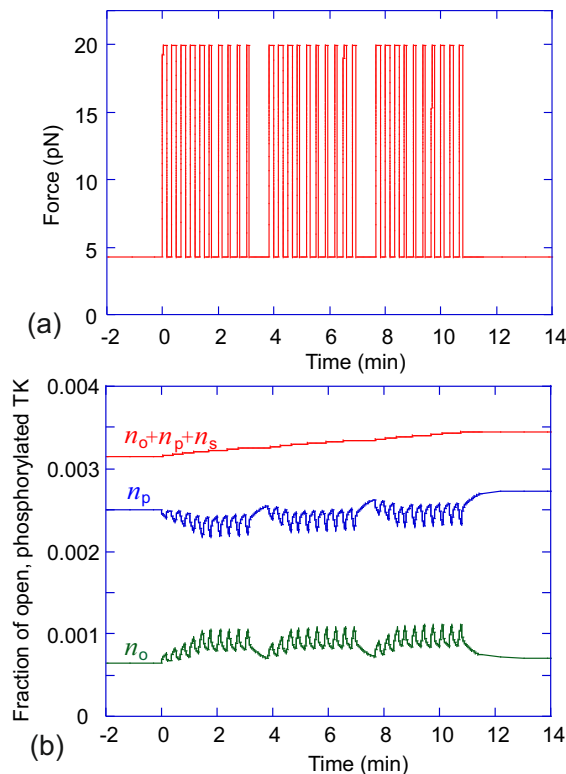 20
15
10
5
0
Force (pN)
-2 0 2 4 6 8 10 12 14
(a)
Time (min)
0.004
0.003
0.002
0.001
0
Fraction of open, phosphorylated TK
nₒ+nₚ+nₛ
nₚ
nₒ
-2 0 2 4 6 8 10 12 14
(b)
Time (min)